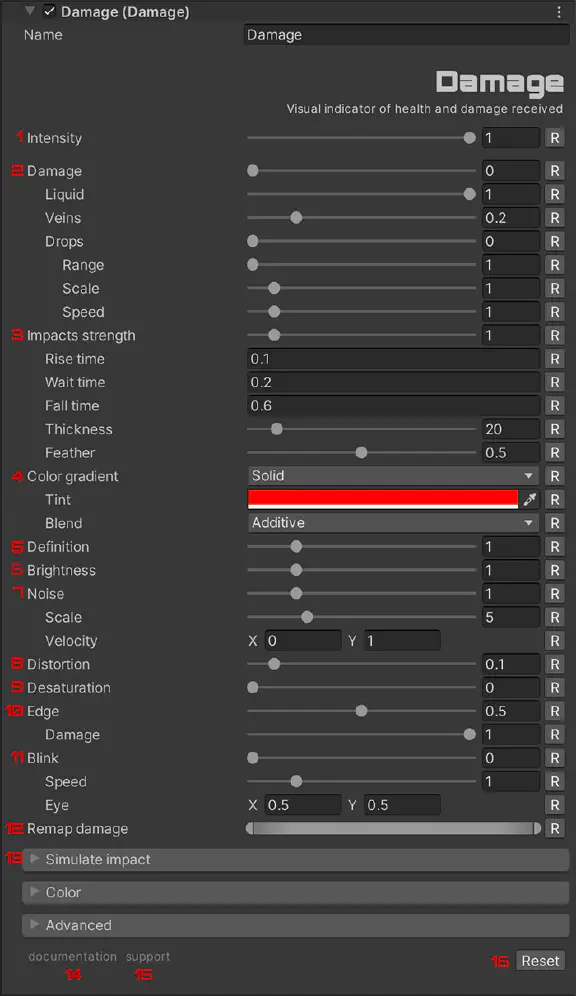 Damage (Damage)
Name Damage
Damage
Visual indicator of health and damage received
1 Intensity 1 R
2 Damage 0 R
Liquid 1 R
Veins 0.2 R
Drops 0 R
Range 1 R
Scale 1 R
Speed 1 R
3 Impacts strength 1 R
Rise time 0.1 R
Wait time 0.2 R
Fall time 0.6 R
Thickness 20 R
Feather 0.5 R
4 Color gradient Solid R
Tint R
Blend Additive R
5 Definition 1 R
6 Brightness 1 R
7 Noise 1 R
Scale 5 R
Velocity X 0 Y 1 R
8 Distortion 0.1 R
9 Desaturation 0 R
10 Edge 0.5 R
Damage 1 R
11 Blink 0 R
Speed 1 R
Eye X 0.5 Y 0.5 R
12 Remap damage R
13 Simulate impact
Color
Advanced
documentation support Reset
14 15 16